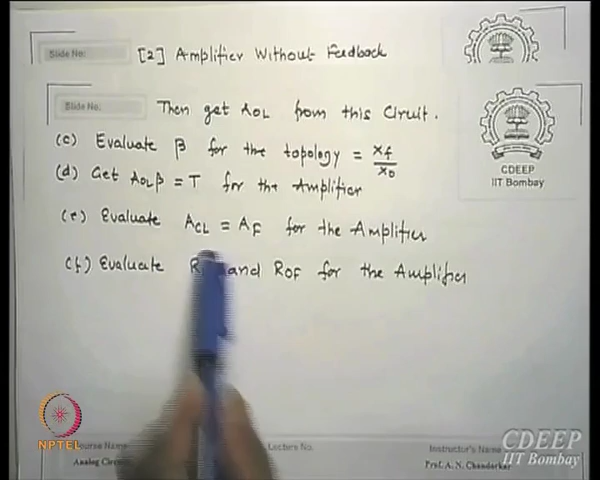 Slide No:
[2] Amplifier Without Feedback
Slide No.
Then get AOL from this Circuit.
CDEEP
IIT Bombay
(c) Evaluate β for the topology = Xf/Xo
(d) Get AOLβ = T for the Amplifier
(e) Evaluate ACL = AF for the Amplifier
(f) Evaluate and ROF for the Amplifier
NPTEL
Course Name
Lecture No.
Instructor's Name
Analog
Prof. A. N. Chandorkar
CDEEP
IIT Bombay